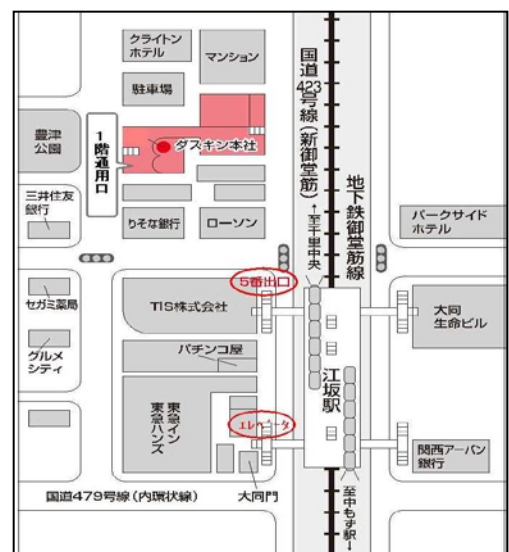 クライトン
ホテル
マンション
駐車場
豊津
公園
1階通用口
ダスキン本社
三井住友
銀行
りそな銀行
ローソン
国道423号線(新御堂筋)
↑至千里中央
地下鉄御堂筋線
パークサイド
ホテル
5番出口
セガミ薬局
TIS株式会社
大同
生命ビル
グルメ
シティ
パチンコ屋
江坂駅
東急イン
東急ハンズ
エレベータ
関西アーバン
銀行
国道479号線(内環状線)
大同門
至中もず駅↓